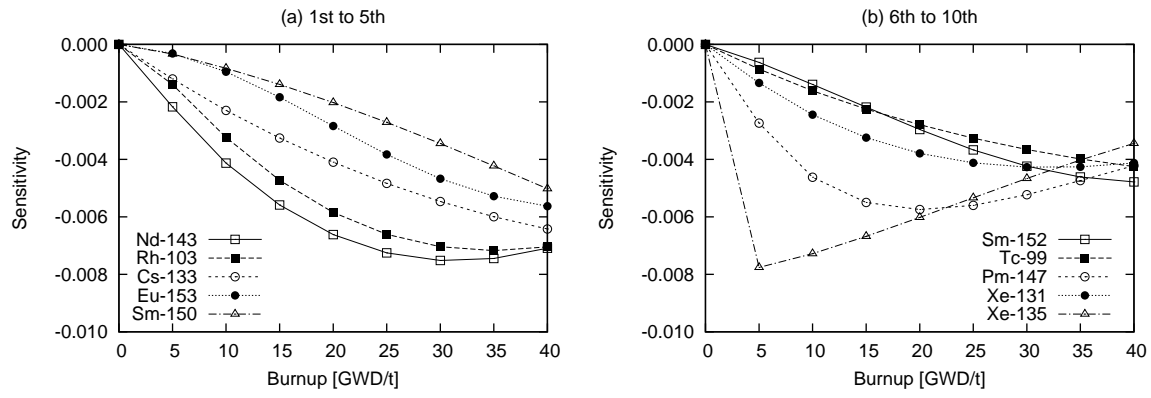 (a) 1st to 5th
0.000
-0.002
-0.004
-0.006
-0.008
-0.010
Sensitivity
Nd-143
Rh-103
Cs-133
Eu-153
Sm-150
0 5 10 15 20 25 30 35 40
Burnup [GWD/t]
(b) 6th to 10th
0.000
-0.002
-0.004
-0.006
-0.008
-0.010
Sensitivity
Sm-152
Tc-99
Pm-147
Xe-131
Xe-135
0 5 10 15 20 25 30 35 40
Burnup [GWD/t]